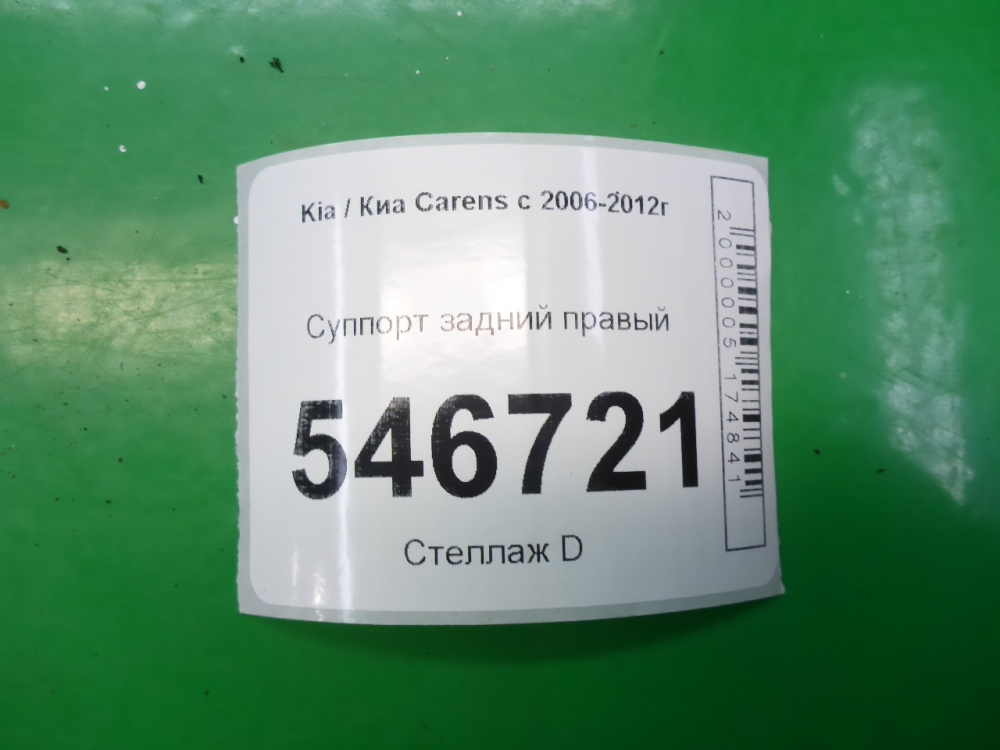 Kia / Киа Carens с 2006-2012г
Суппорт задний правый
546721
Стеллаж D
2000005174841